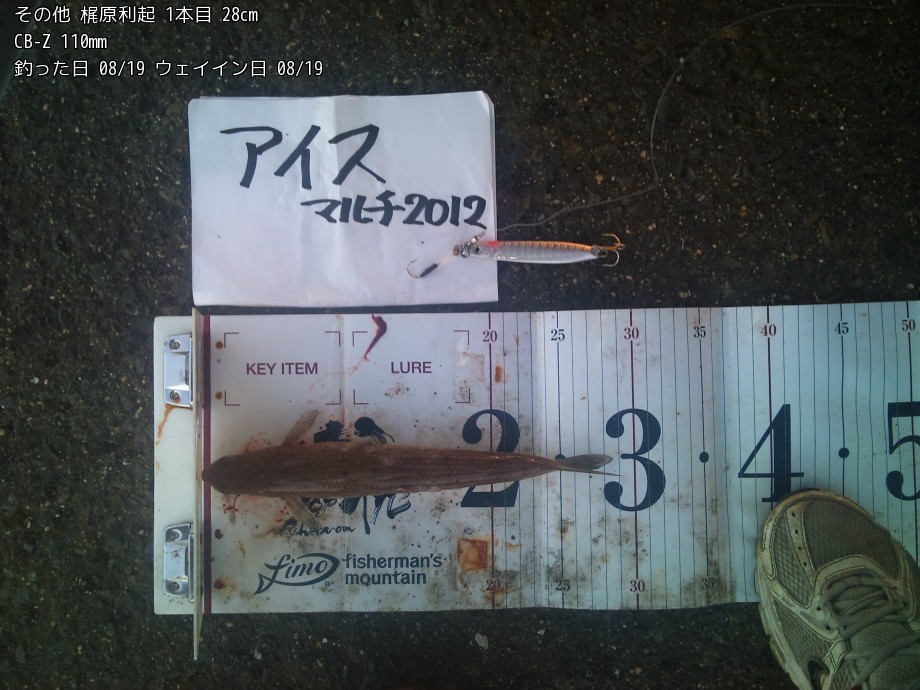 その他 梶原利起 1本目 28cm
CB-Z 110mm
釣った日 08/19 ウェイイン日 08/19
アイス
マルチ2012
KEY ITEM
LURE
20 25 30 35 40 45 50
2 3 4 5
fimo fisherman's
mountain
20 25 30 35